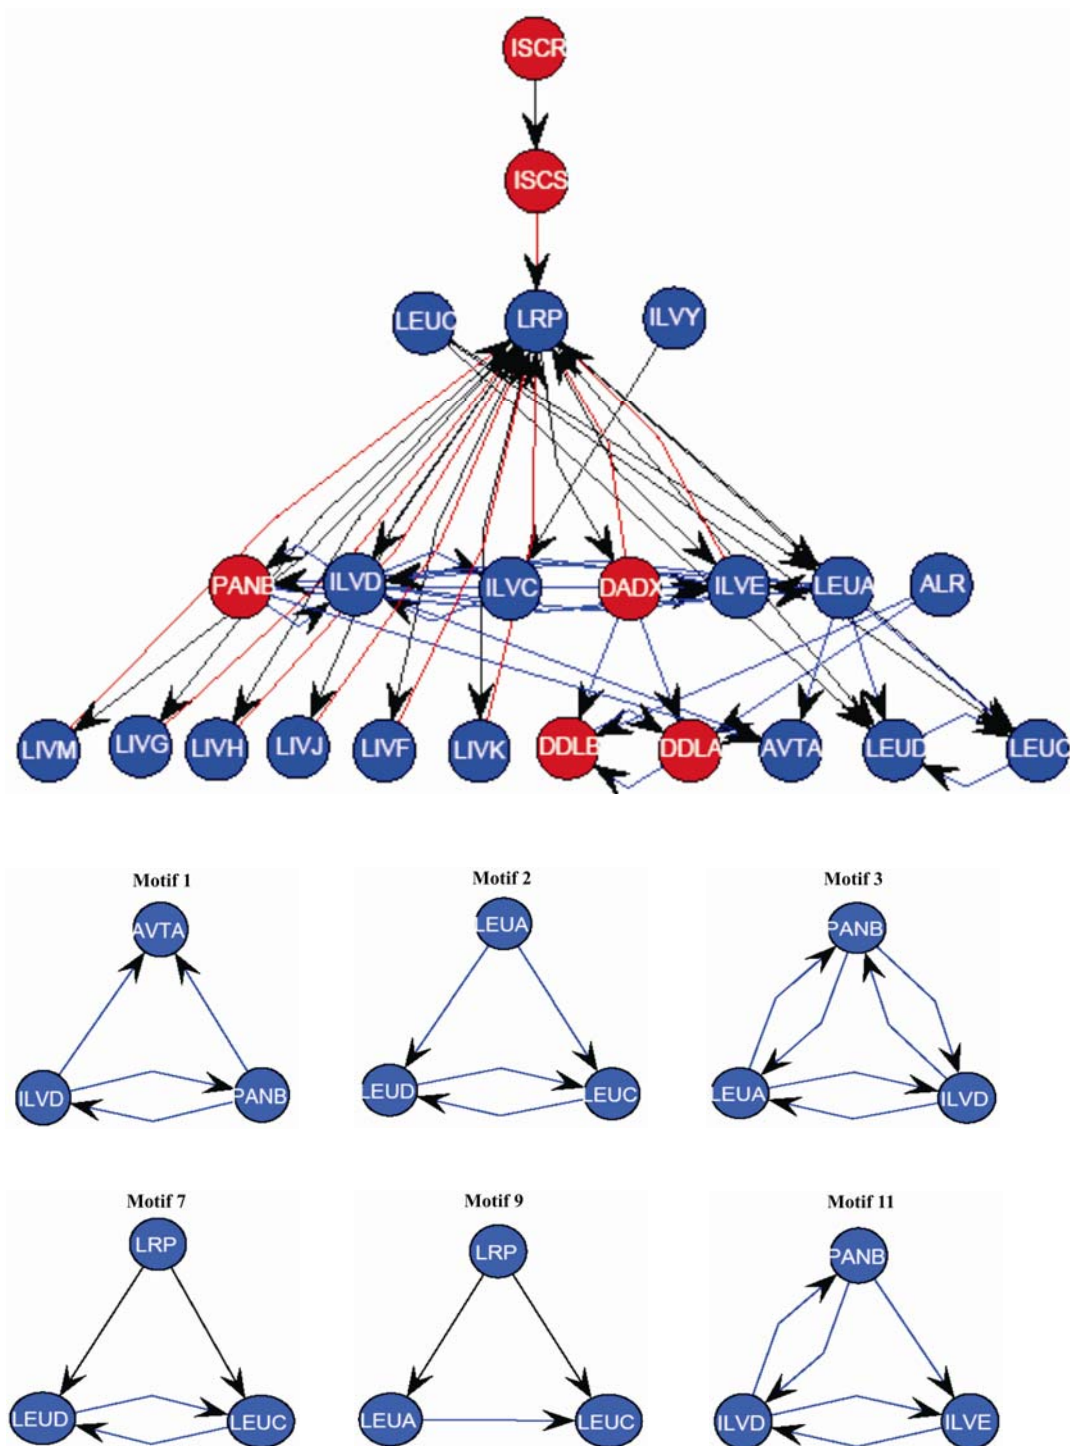 ISCR
ISCS
LEUO LRP ILVY
PANB ILVD ILVC DADX ILVE LEUA ALR
LIVM LIVG LIVH LIVJ LIVF LIVK DDLB DDLA AVTA LEUD LEUC
Motif 1 Motif 2 Motif 3
AVTA LEUA PANB
ILVD PANB LEUD LEUC LEUA ILVD
Motif 7 Motif 9 Motif 11
LRP LRP PANB
LEUD LEUC LEUA LEUC ILVD ILVE